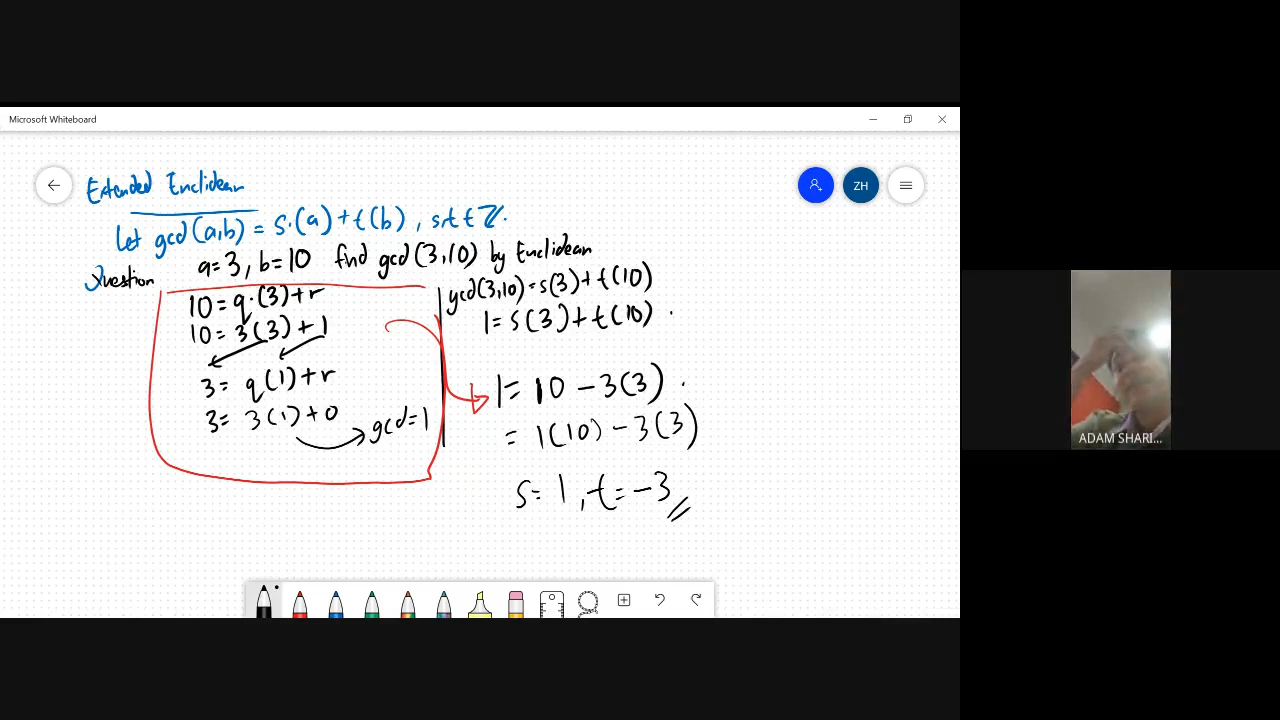 Microsoft Whiteboard
ZH
Extended Euclidean
let gcd(a,b) = s.(a) + t(b), s,t ∈ ℤ.
Question a=3, b=10 find gcd(3,10) by Euclidean
10 = q.(3)+r
10 = 3(3) + 1
3 = q(1)+r
3 = 3(1)+0
gcd=1
gcd(3,10) = s(3) + t(10)
1 = s(3) + t(10) .
1 = 10 - 3(3) .
= 1(10) - 3(3)
s = 1, t = -3
ADAM SHARI...